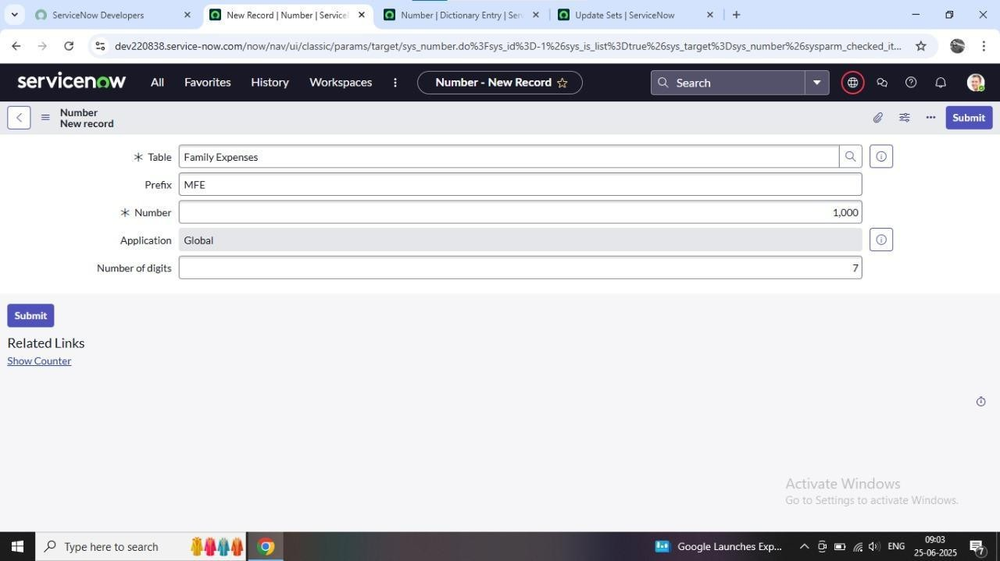 ServiceNow Developers
New Record | Number | Service
Number | Dictionary Entry | Serv
Update Sets | ServiceNow
dev220838.service-now.com/now/nav/ui/classic/params/target/sys_number.do%3Fsys_id%3D-1%26sys_is_list%3Dtrue%26sys_target%3Dsys_number%26sysparm_checked_it...
servicenow All Favorites History Workspaces Number - New Record Search
Number
New record
Submit
* Table Family Expenses
Prefix MFE
* Number 1,000
Application Global
Number of digits 7
Submit
Related Links
Show Counter
Activate Windows
Go to Settings to activate Windows.
Type here to search
Google Launches Exp...
ENG
09:03
25-06-2025
7